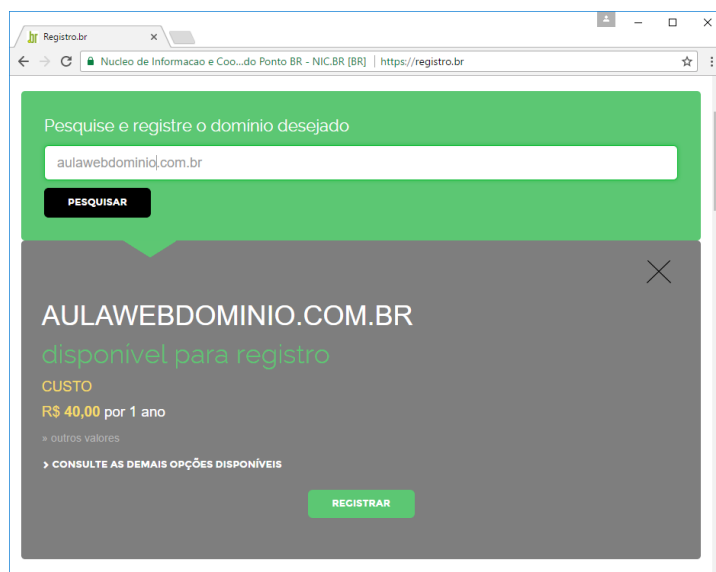 Registro.br
Nucleo de Informacao e Coo...do Ponto BR - NIC.BR [BR] | https://registro.br
Pesquise e registre o domínio desejado
aulawebdominio.com.br
PESQUISAR
AULAWEBDOMINIO.COM.BR
disponível para registro
CUSTO
R$ 40,00 por 1 ano
» outros valores
> CONSULTE AS DEMAIS OPÇÕES DISPONÍVEIS
REGISTRAR